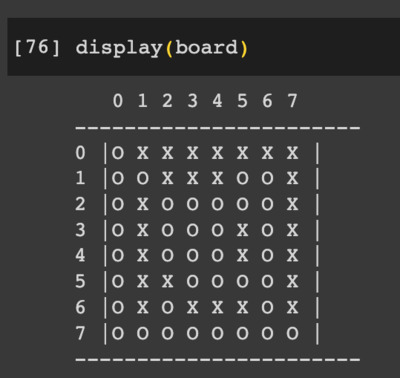 [76] display(board)
0 1 2 3 4 5 6 7
-----------------------
0 |O X X X X X X X |
1 |O O X X X O O X |
2 |O X O O O O O X |
3 |O X O O O X O X |
4 |O X O O O X O X |
5 |O X X O O O O X |
6 |O X O X X X O X |
7 |O O O O O O O O |
-----------------------